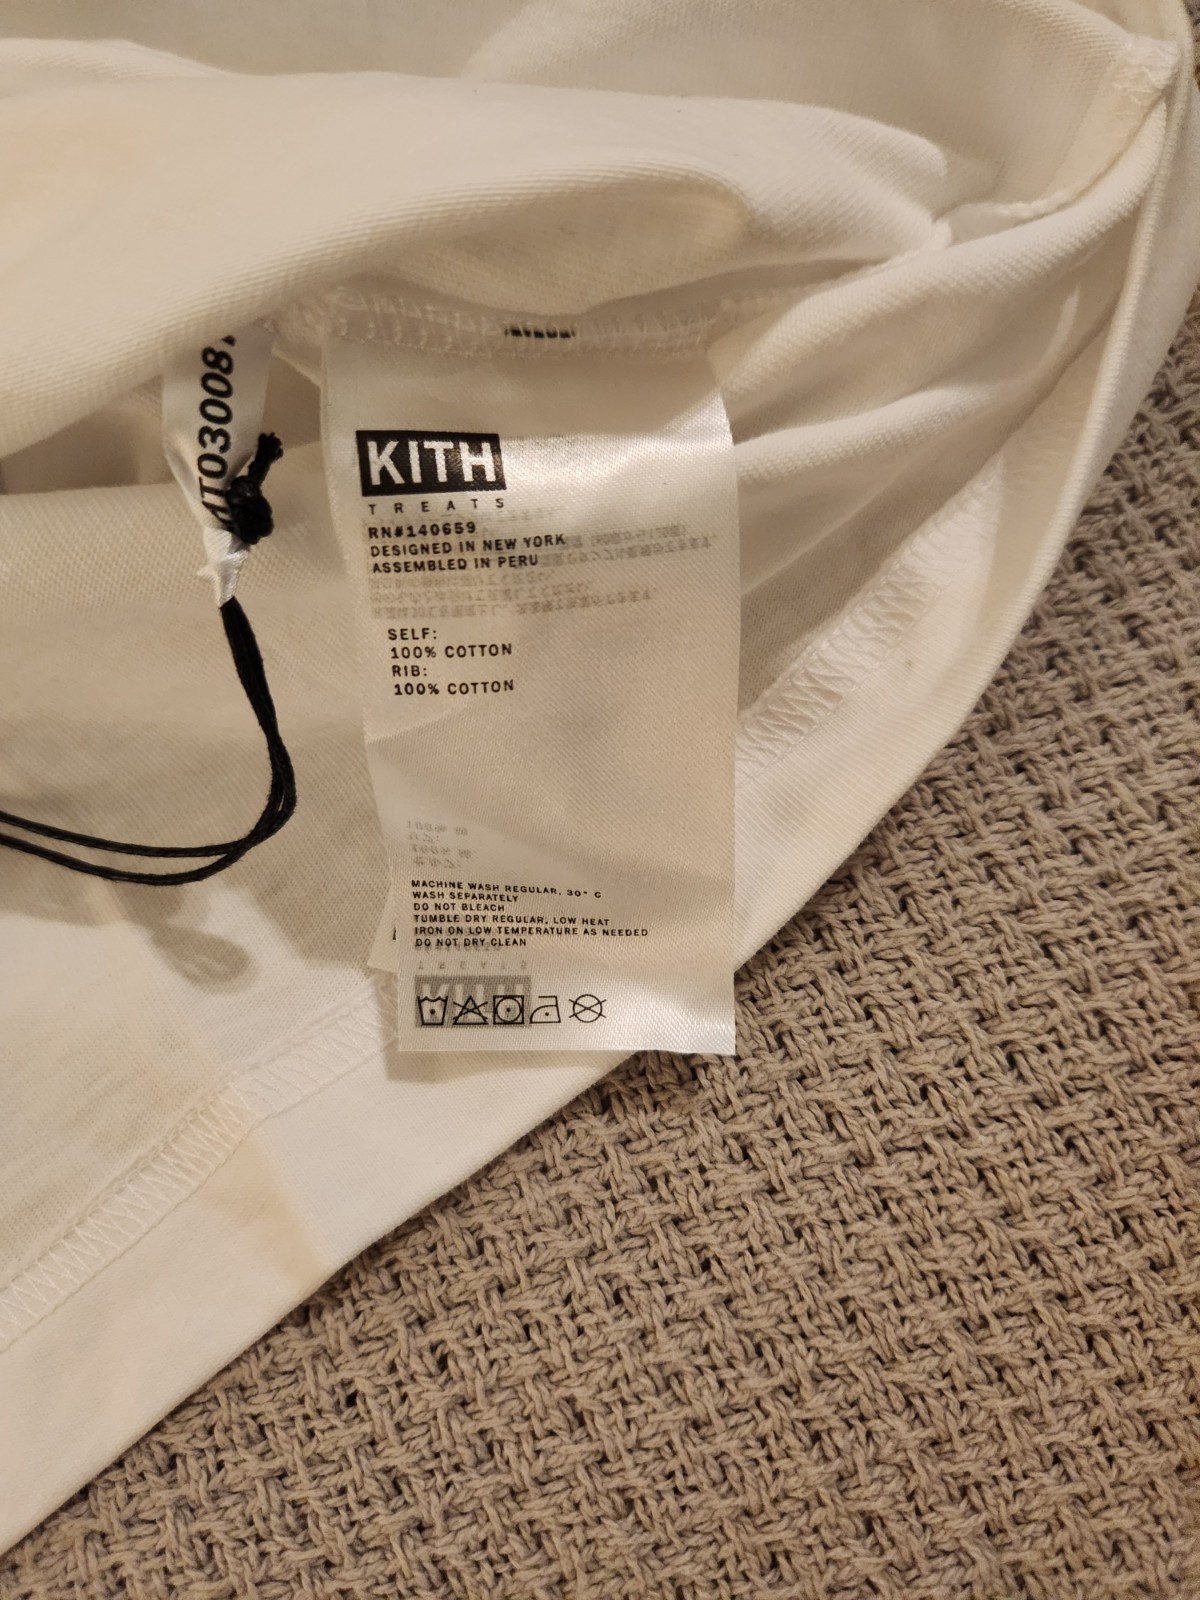 KITH
TREATS
RN#140659
DESIGNED IN NEW YORK
ASSEMBLED IN PERU
SELF:
100% COTTON
RIB:
100% COTTON
MACHINE WASH REGULAR, 30° C
WASH SEPARATELY
DO NOT BLEACH
TUMBLE DRY REGULAR, LOW HEAT
IRON ON LOW TEMPERATURE AS NEEDED
DO NOT DRY CLEAN